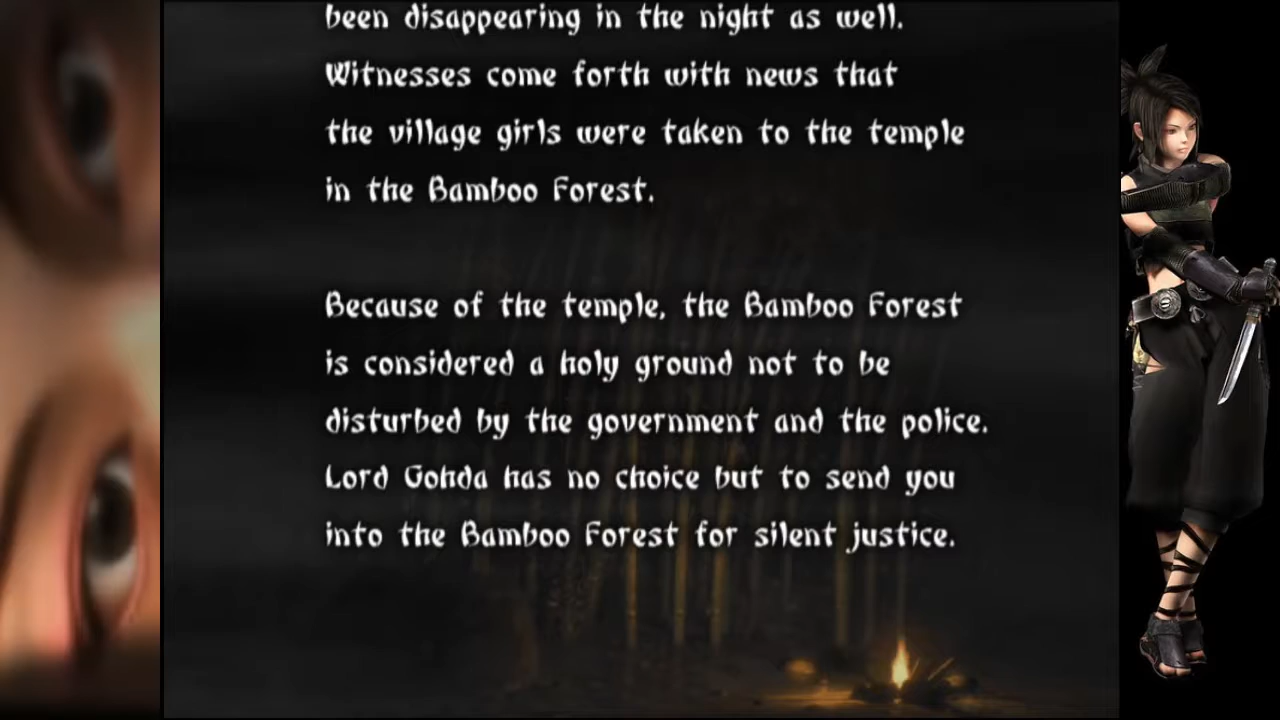 been disappearing in the night as well.
Witnesses come forth with news that
the village girls were taken to the temple
in the Bamboo Forest.
Because of the temple, the Bamboo Forest
is considered a holy ground not to be
disturbed by the government and the police.
Lord Gohda has no choice but to send you
into the Bamboo Forest for silent justice.